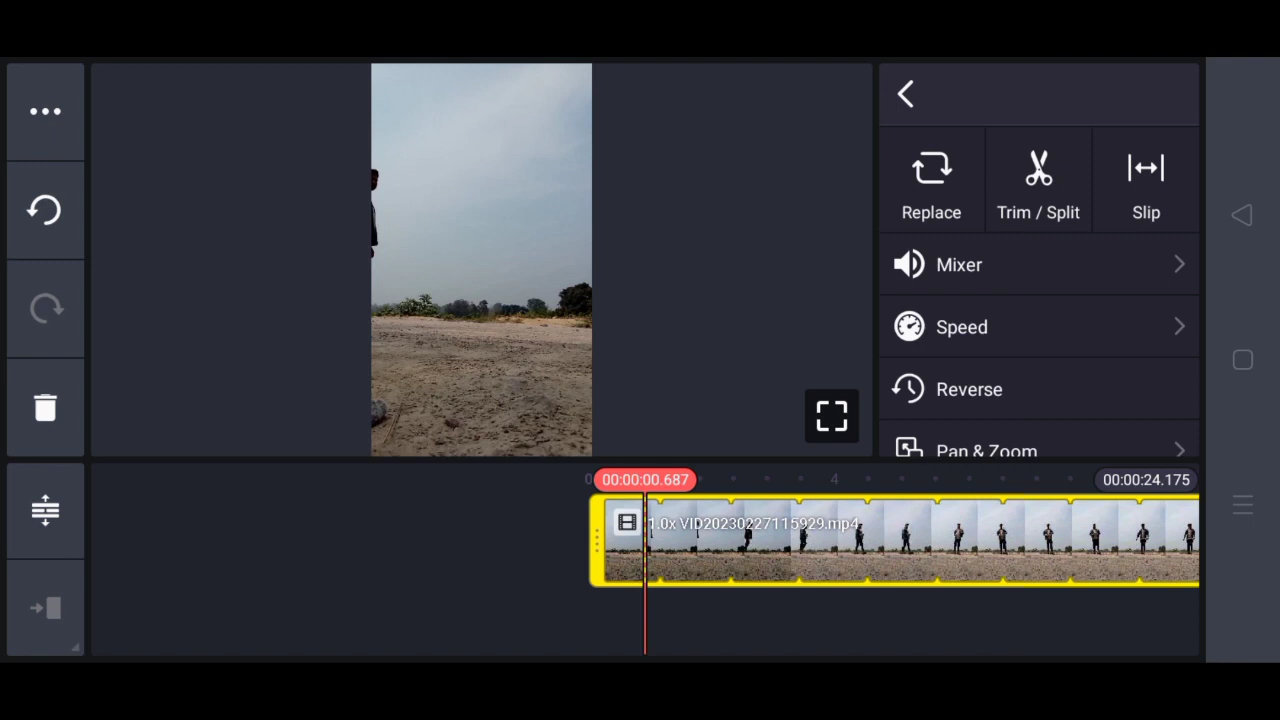 Replace
Trim / Split
Slip
Mixer
Speed
Reverse
Pan & Zoom
0
00:00:00.687
4
00:00:24.175
1.0x VID20230227115929.mp4